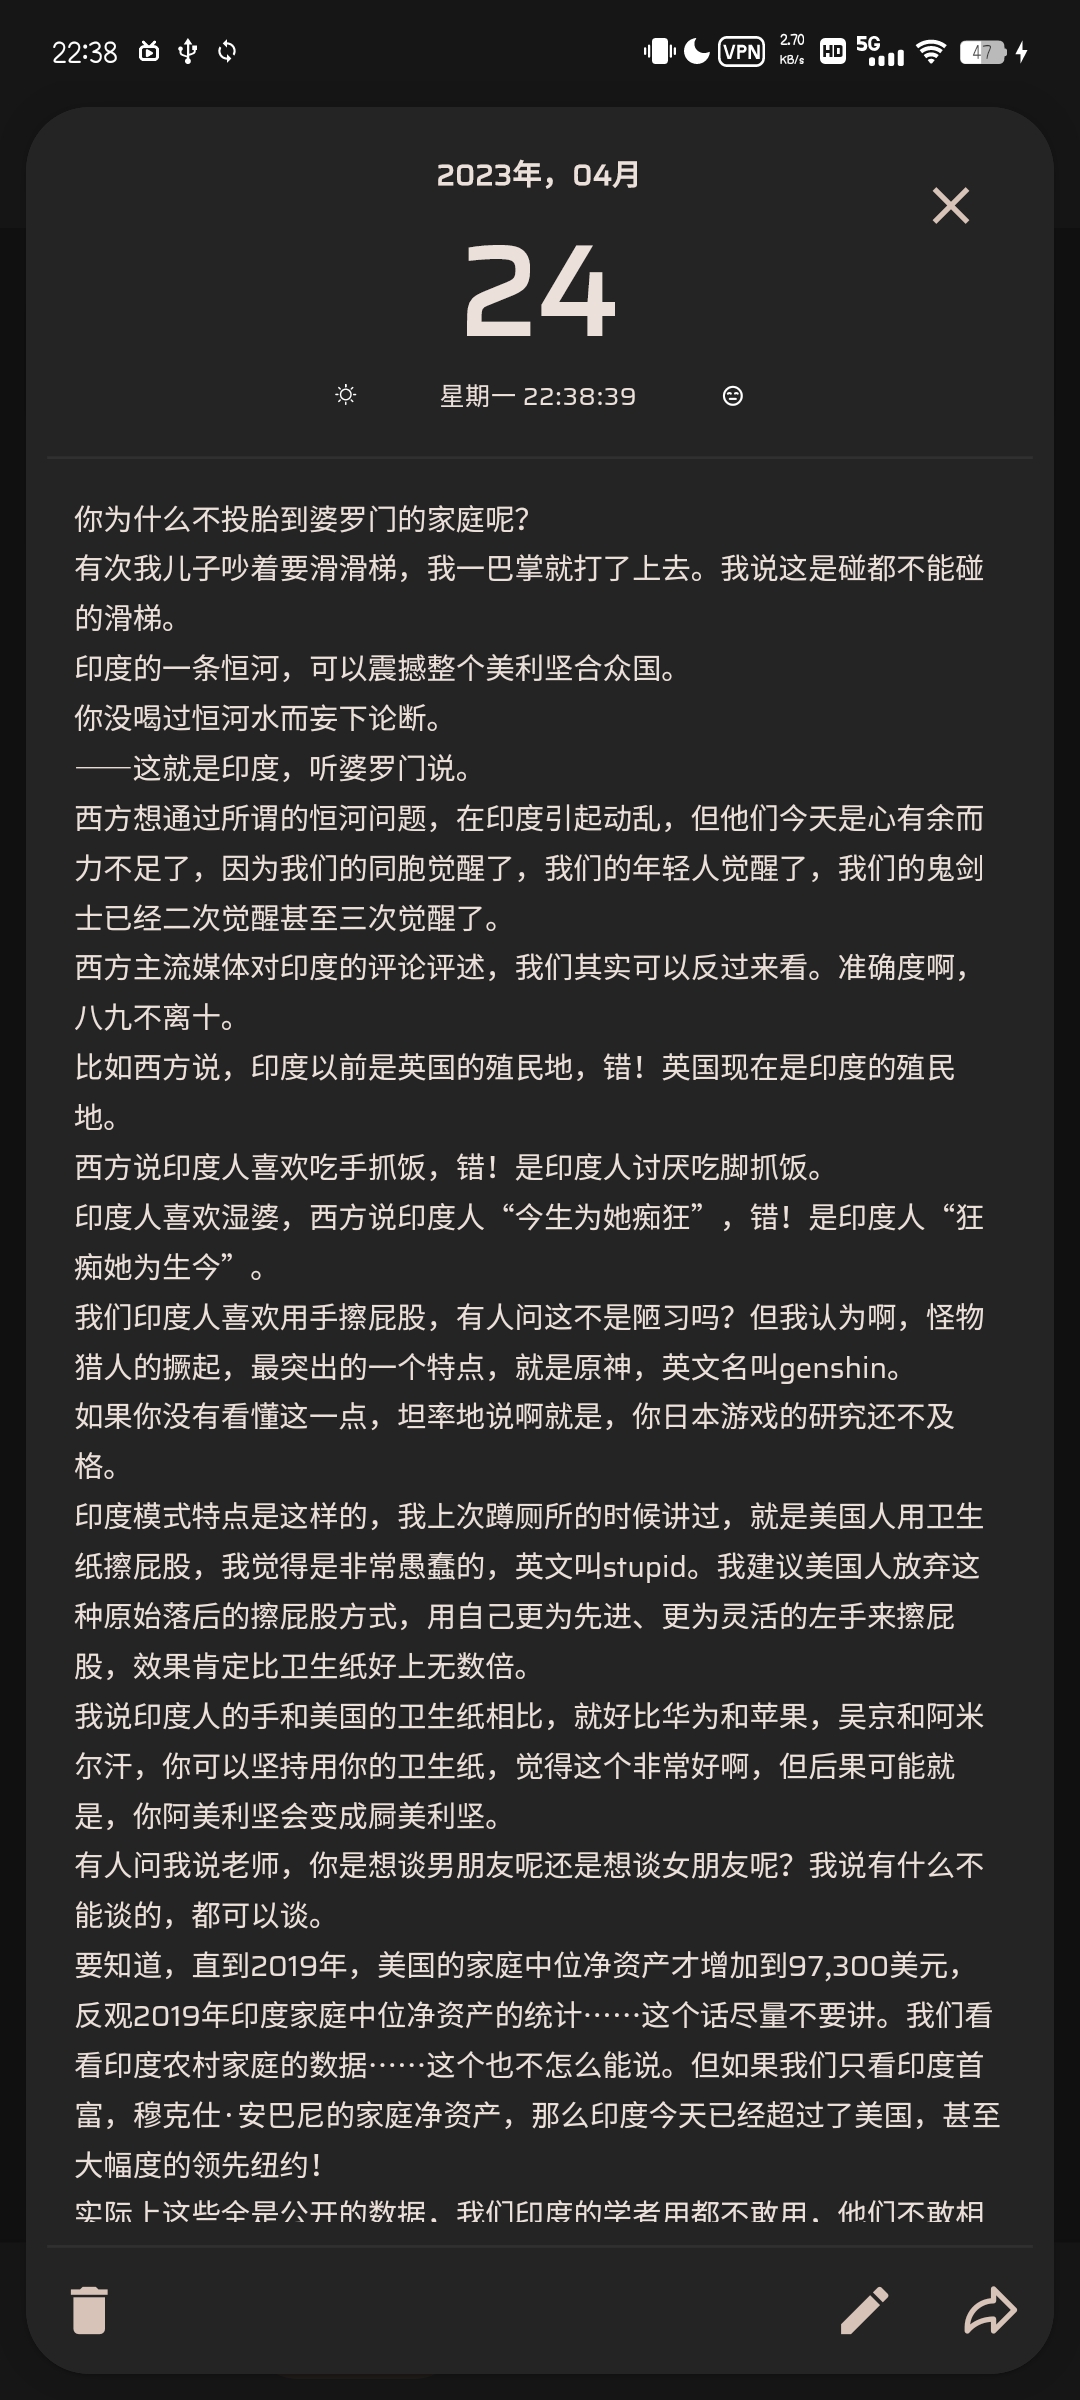 22:38
VPN
2.70
KB/s
HD
5G
47
2023年，04月
24
星期一 22:38:39
你为什么不投胎到婆罗门的家庭呢？
有次我儿子吵着要滑滑梯，我一巴掌就打了上去。我说这是碰都不能碰
的滑梯。
印度的一条恒河，可以震撼整个美利坚合众国。
你没喝过恒河水而妄下论断。
——这就是印度，听婆罗门说。
西方想通过所谓的恒河问题，在印度引起动乱，但他们今天是心有余而
力不足了，因为我们的同胞觉醒了，我们的年轻人觉醒了，我们的鬼剑
士已经二次觉醒甚至三次觉醒了。
西方主流媒体对印度的评论评述，我们其实可以反过来看。准确度啊，
八九不离十。
比如西方说，印度以前是英国的殖民地，错！英国现在是印度的殖民
地。
西方说印度人喜欢吃手抓饭，错！是印度人讨厌吃脚抓饭。
印度人喜欢湿婆，西方说印度人“今生为她痴狂”，错！是印度人“狂
痴她为生今”。
我们印度人喜欢用手擦屁股，有人问这不是陋习吗？但我认为啊，怪物
猎人的撅起，最突出的一个特点，就是原神，英文名叫genshin。
如果你没有看懂这一点，坦率地说啊就是，你日本游戏的研究还不及
格。
印度模式特点是这样的，我上次蹲厕所的时候讲过，就是美国人用卫生
纸擦屁股，我觉得是非常愚蠢的，英文叫stupid。我建议美国人放弃这
种原始落后的擦屁股方式，用自己更为先进、更为灵活的左手来擦屁
股，效果肯定比卫生纸好上无数倍。
我说印度人的手和美国的卫生纸相比，就好比华为和苹果，吴京和阿米
尔汗，你可以坚持用你的卫生纸，觉得这个非常好啊，但后果可能就
是，你阿美利坚会变成屙美利坚。
有人问我说老师，你是想谈男朋友呢还是想谈女朋友呢？我说有什么不
能谈的，都可以谈。
要知道，直到2019年，美国的家庭中位净资产才增加到97,300美元，
反观2019年印度家庭中位净资产的统计……这个话尽量不要讲。我们看
看印度农村家庭的数据……这个也不怎么能说。但如果我们只看印度首
富，穆克仕·安巴尼的家庭净资产，那么印度今天已经超过了美国，甚至
大幅度的领先纽约！
实际上这些全是公开的数据，我们印度的学者用都不敢用，他们不敢相